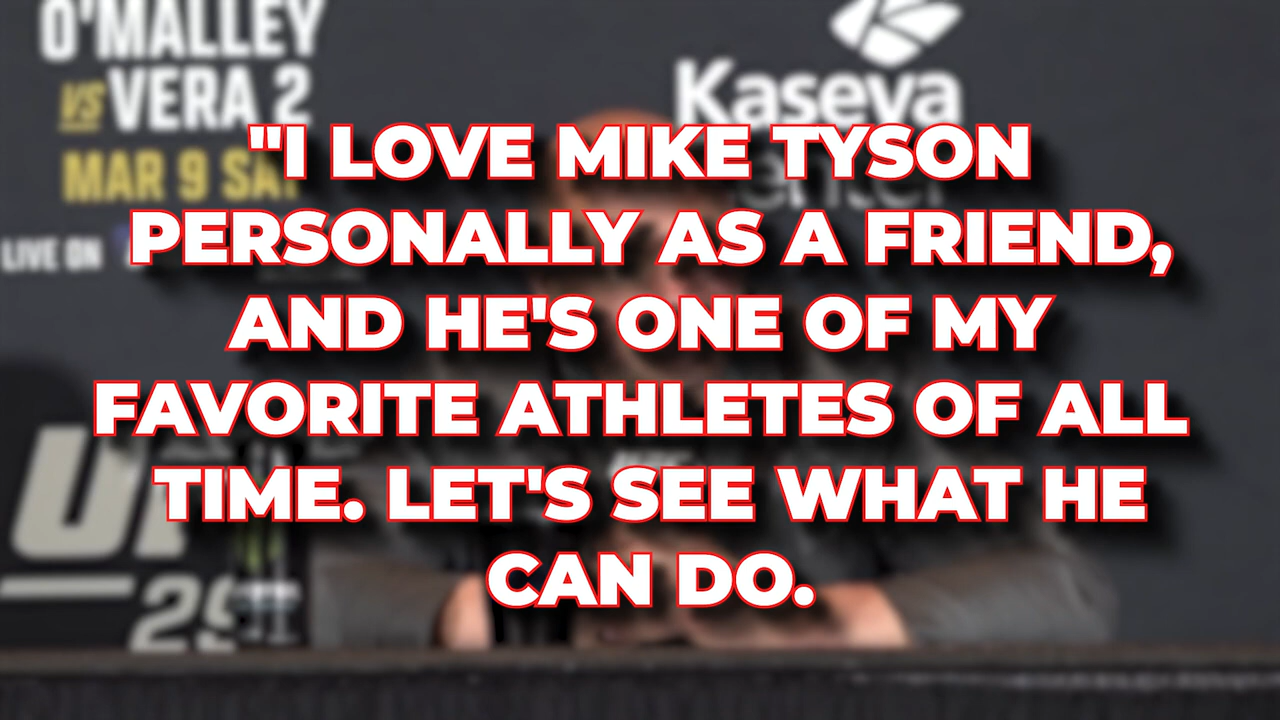 O'MALLEY
VS VERA 2
MAR 9 SAT
LIVE ON
Kaseya
"I LOVE MIKE TYSON
PERSONALLY AS A FRIEND,
AND HE'S ONE OF MY
FAVORITE ATHLETES OF ALL
TIME. LET'S SEE WHAT HE
CAN DO.